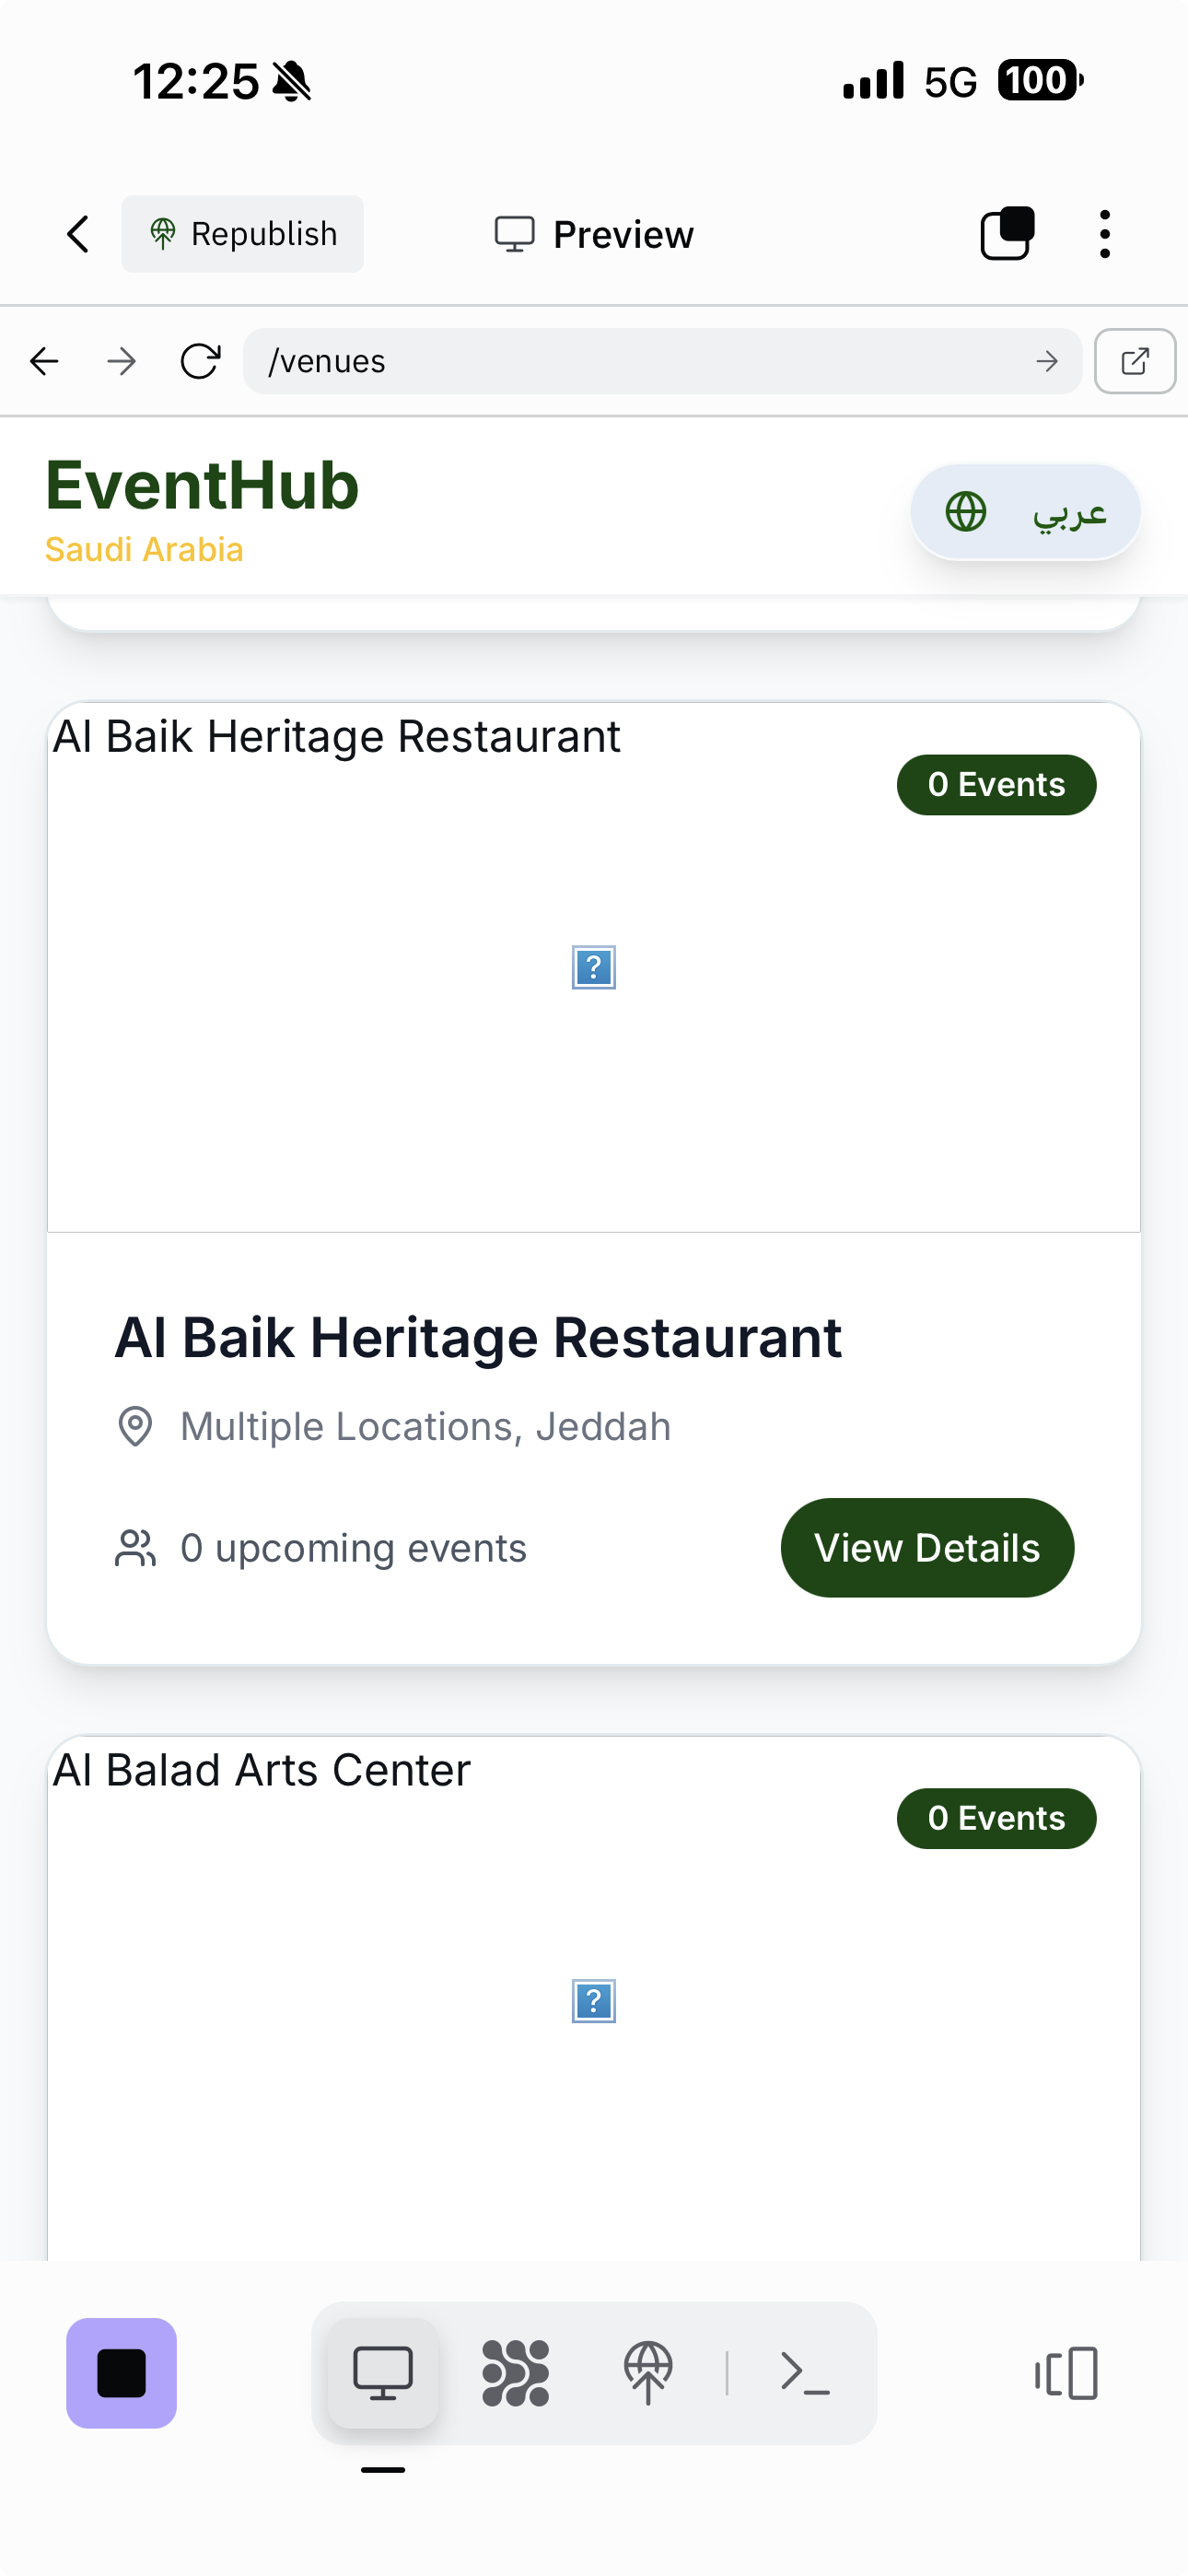 12:25
5G
100
Republish
Preview
/venues
EventHub
Saudi Arabia
عربي
Al Baik Heritage Restaurant
0 Events
?
Al Baik Heritage Restaurant
Multiple Locations, Jeddah
0 upcoming events
View Details
Al Balad Arts Center
0 Events
?